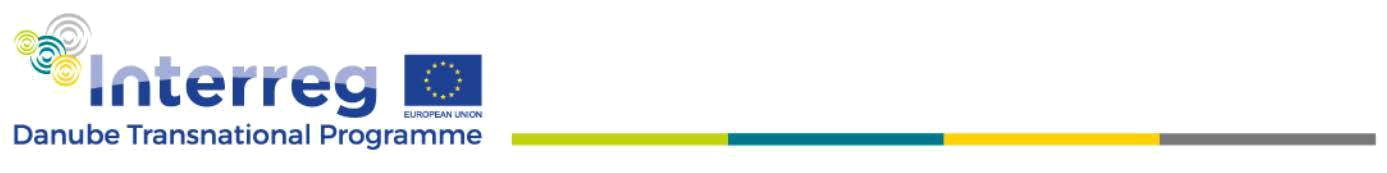 Interreg
EUROPEAN UNION
Danube Transnational Programme